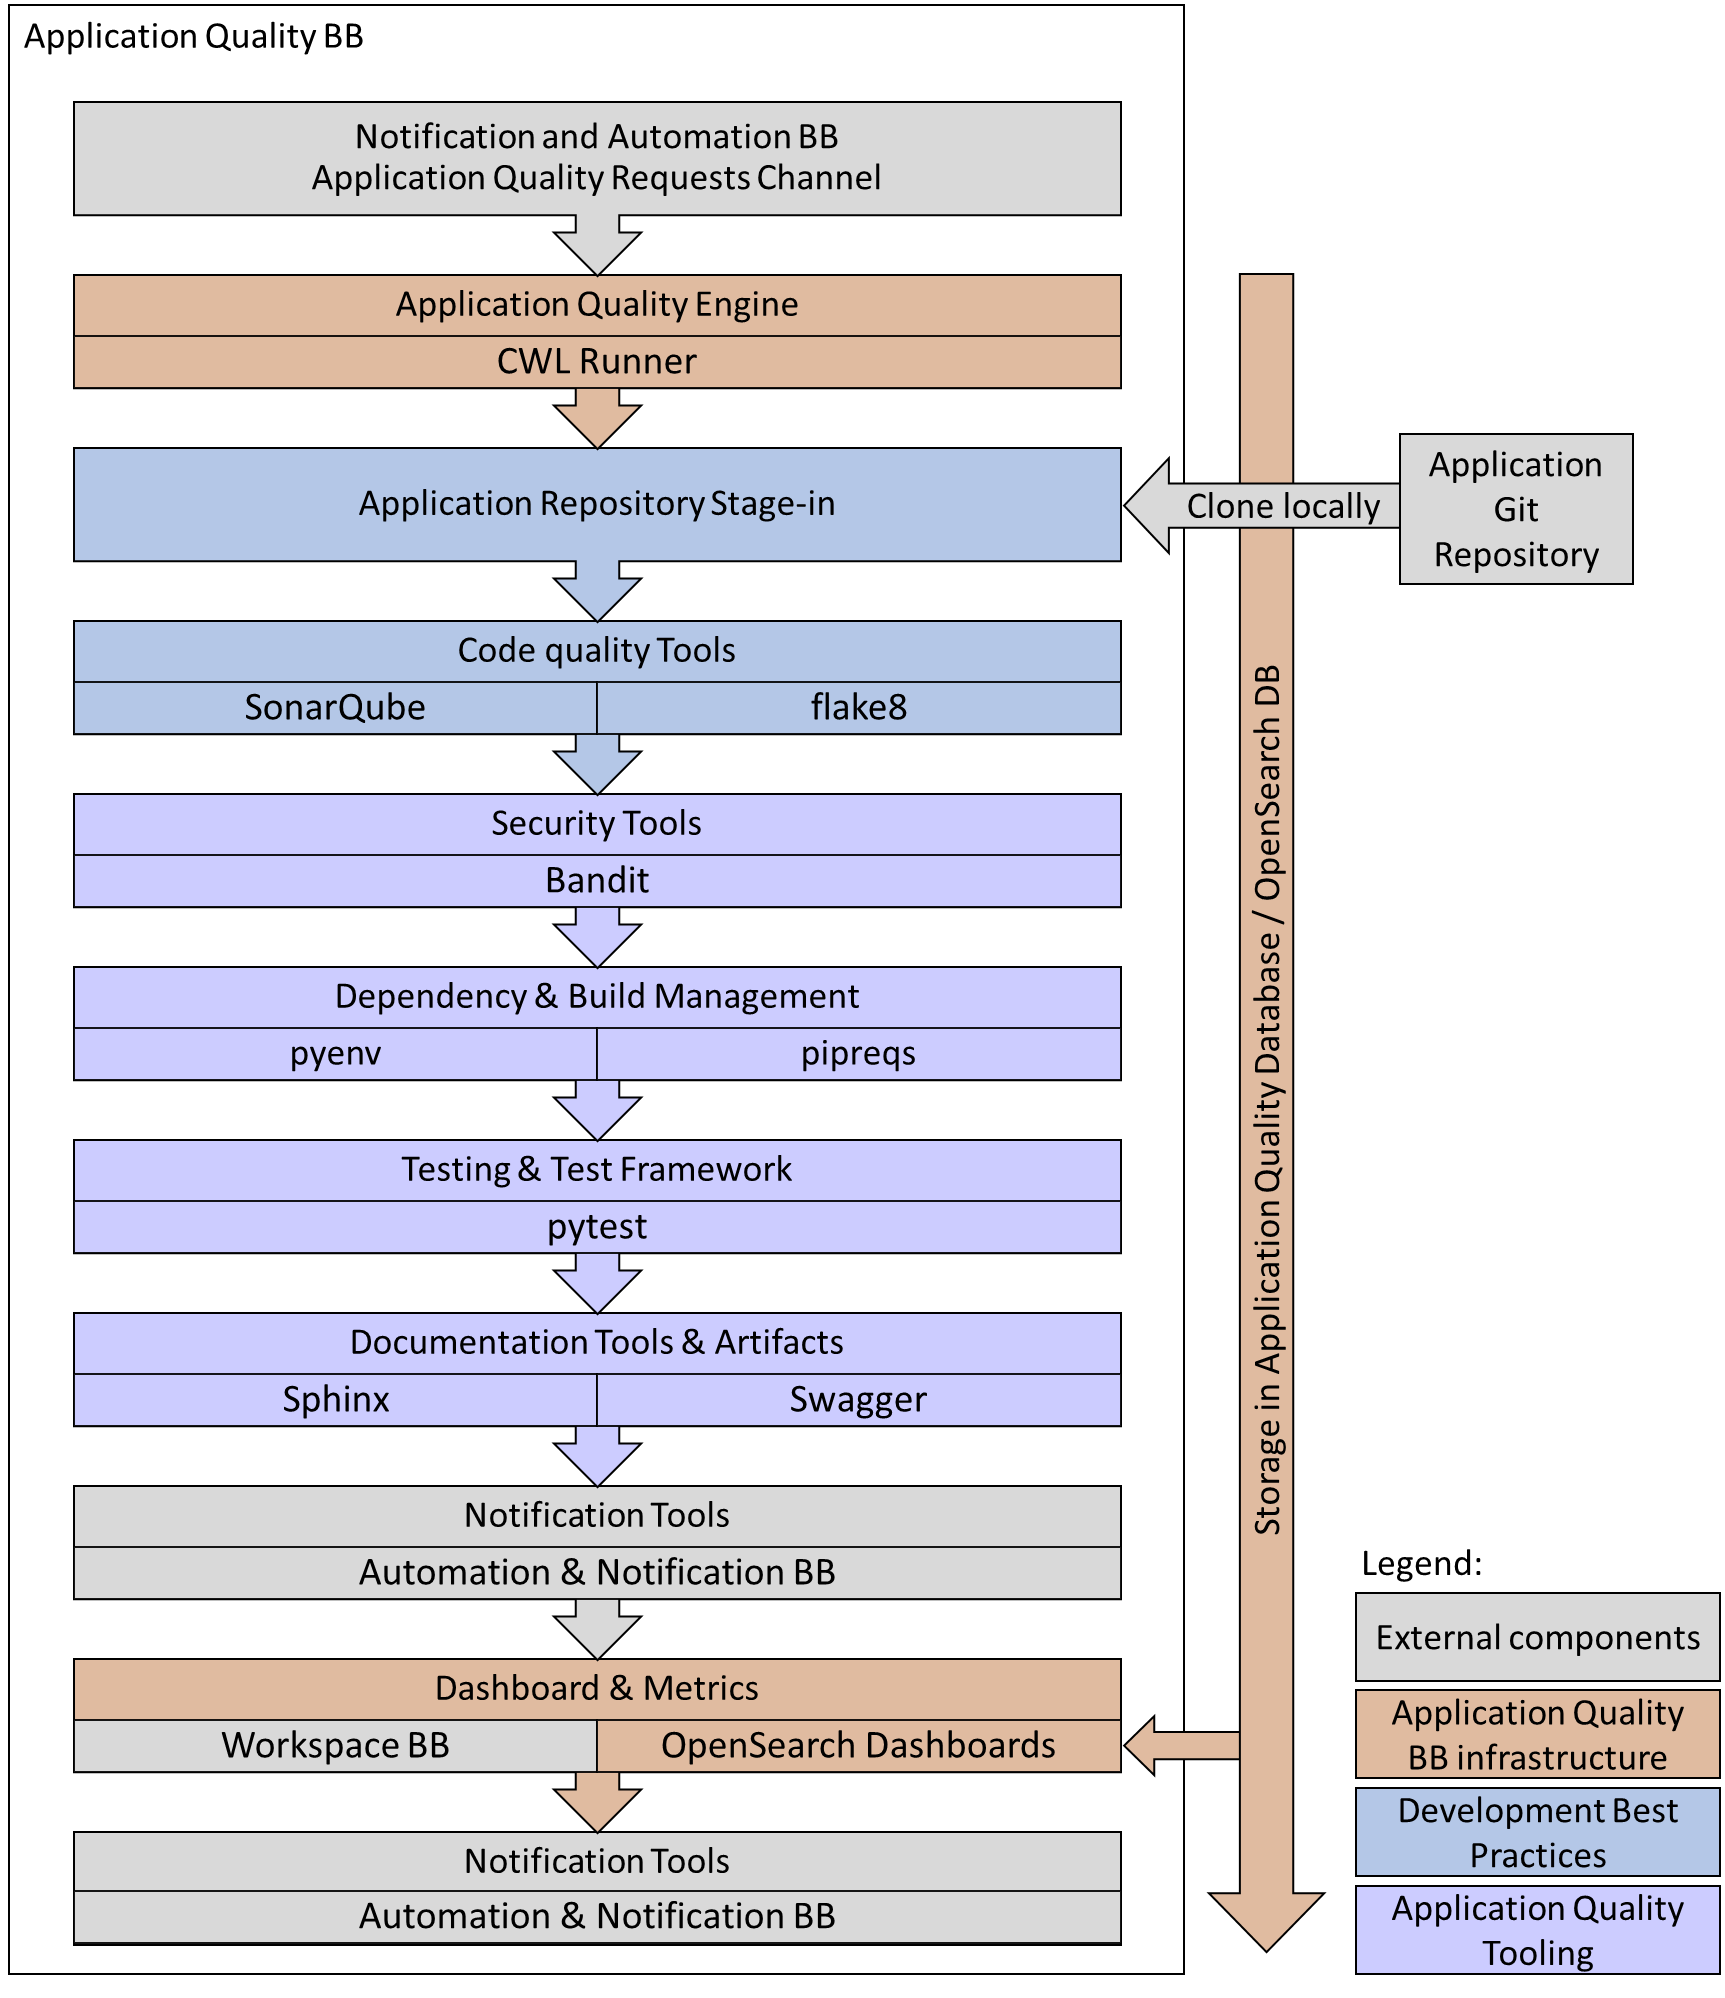 Application Quality BB
Notification and Automation BB
Application Quality Requests Channel
Application Quality Engine
CWL Runner
Application Repository Stage-in
Clone locally
Application
Git
Repository
Code quality Tools
SonarQube
flake8
Security Tools
Bandit
Dependency & Build Management
pyenv
pipreqs
Testing & Test Framework
pytest
Documentation Tools & Artifacts
Sphinx
Swagger
Notification Tools
Automation & Notification BB
Dashboard & Metrics
Workspace BB
OpenSearch Dashboards
Notification Tools
Automation & Notification BB
Storage in Application Quality Database / OpenSearch DB
Legend:
External components
Application Quality
BB infrastructure
Development Best
Practices
Application Quality
Tooling